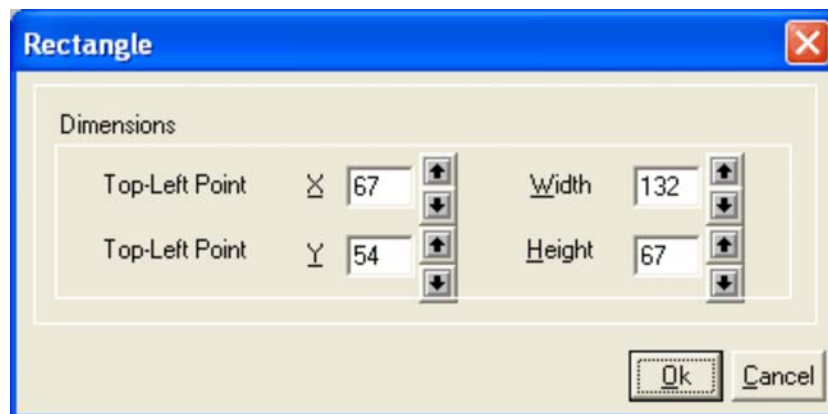 Rectangle
Dimensions
Top-Left Point X 67 Width 132
Top-Left Point Y 54 Height 67
Ok Cancel